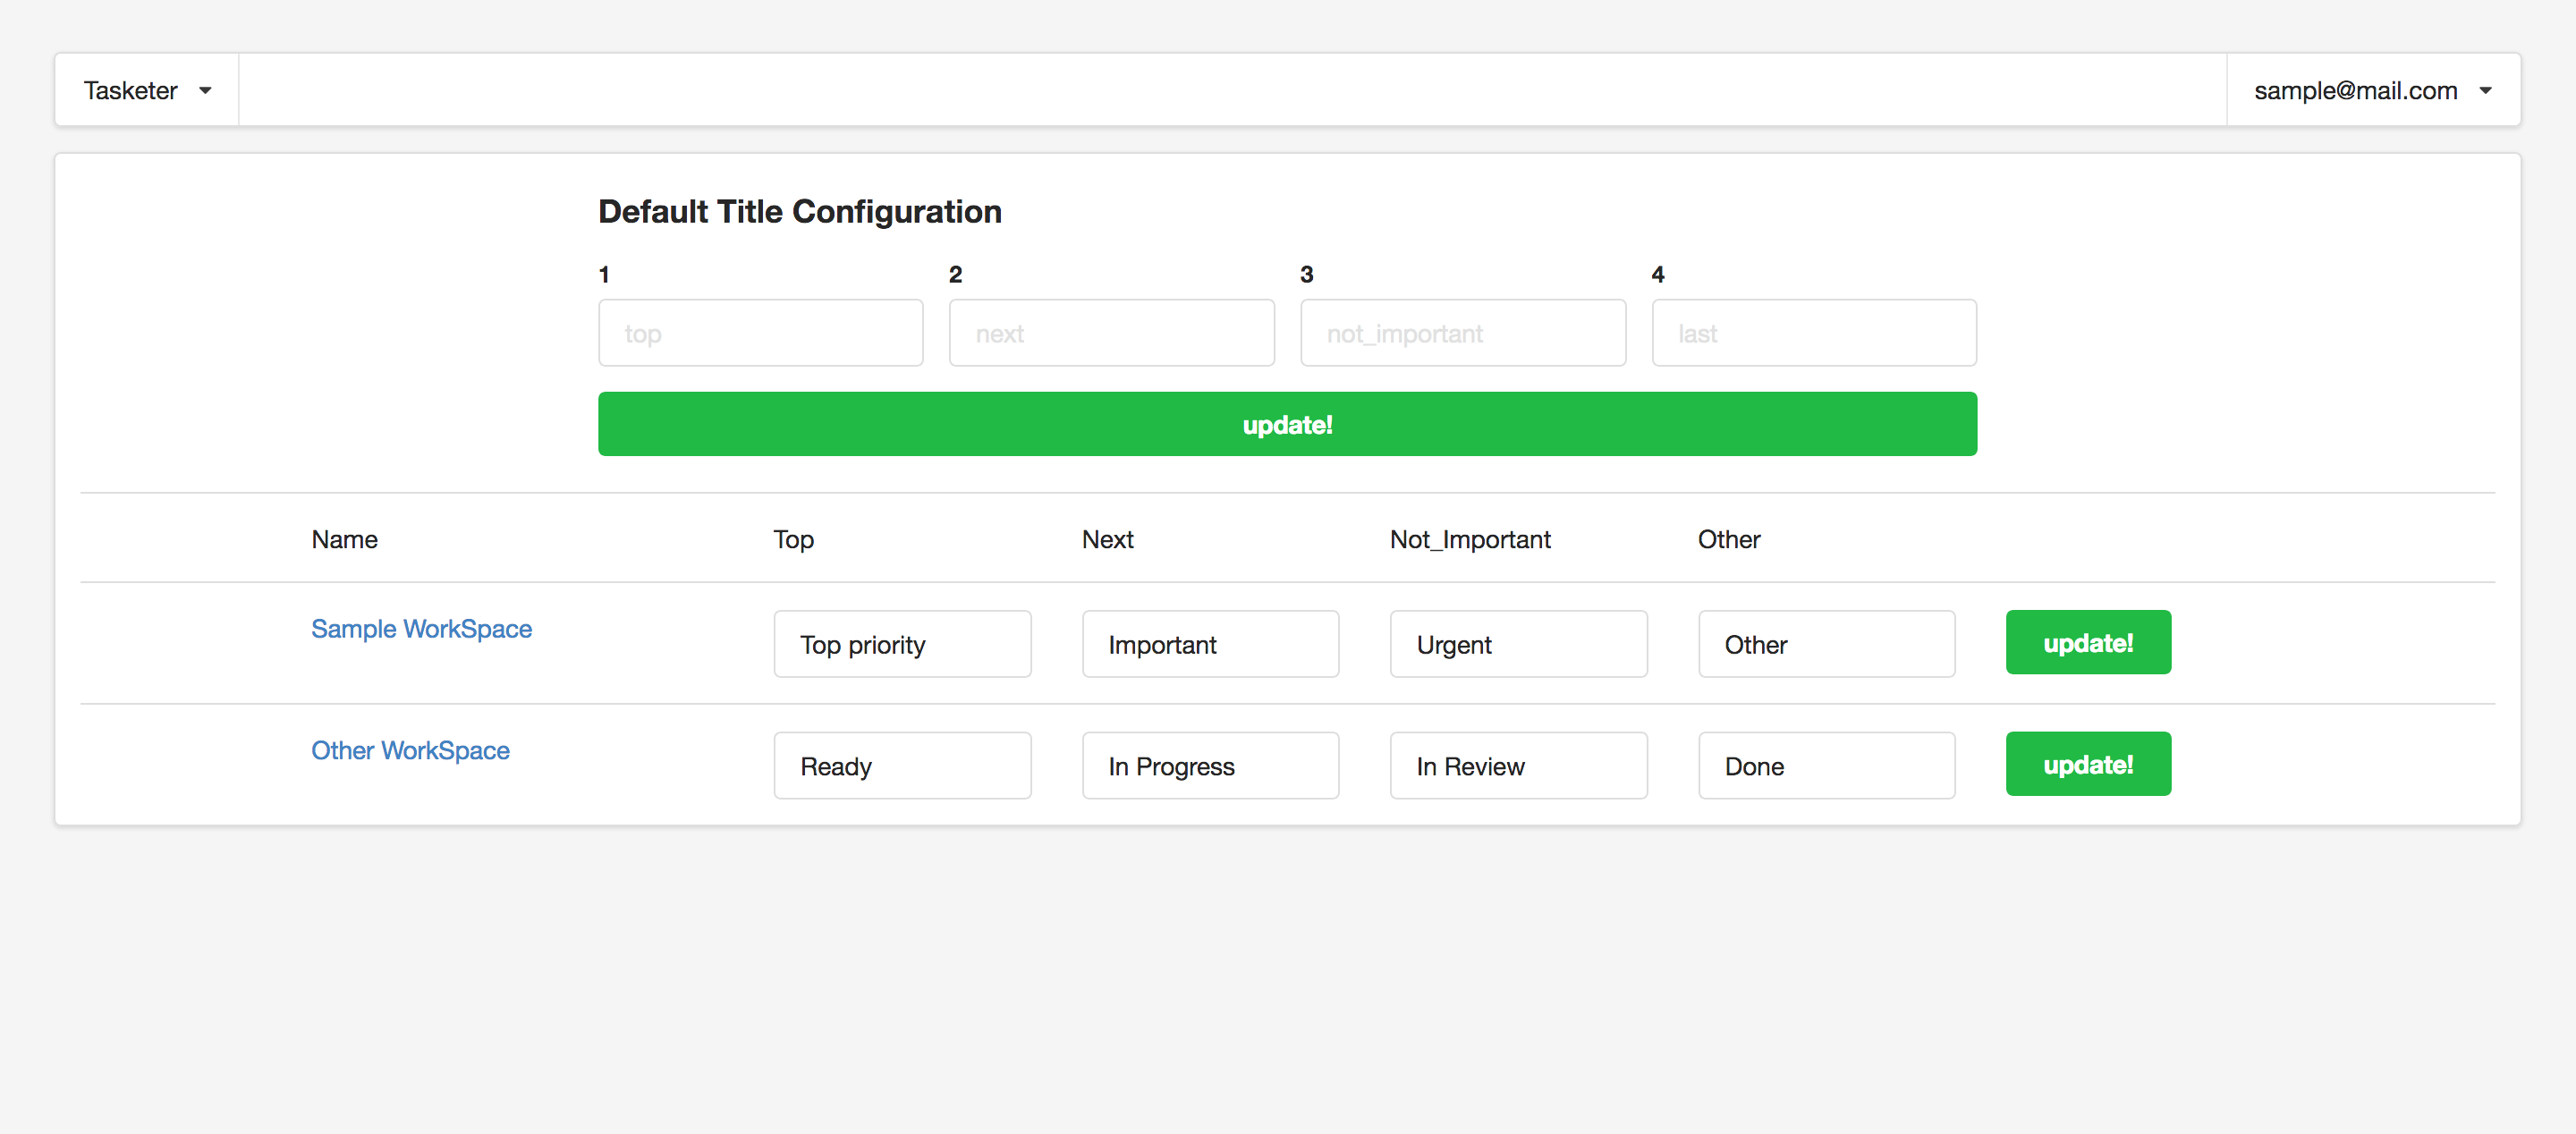 Tasketer sample@mail.com
Default Title Configuration
1 2 3 4
top next not_important last
update!
Name Top Next Not_Important Other
Sample WorkSpace Top priority Important Urgent Other update!
Other WorkSpace Ready In Progress In Review Done update!